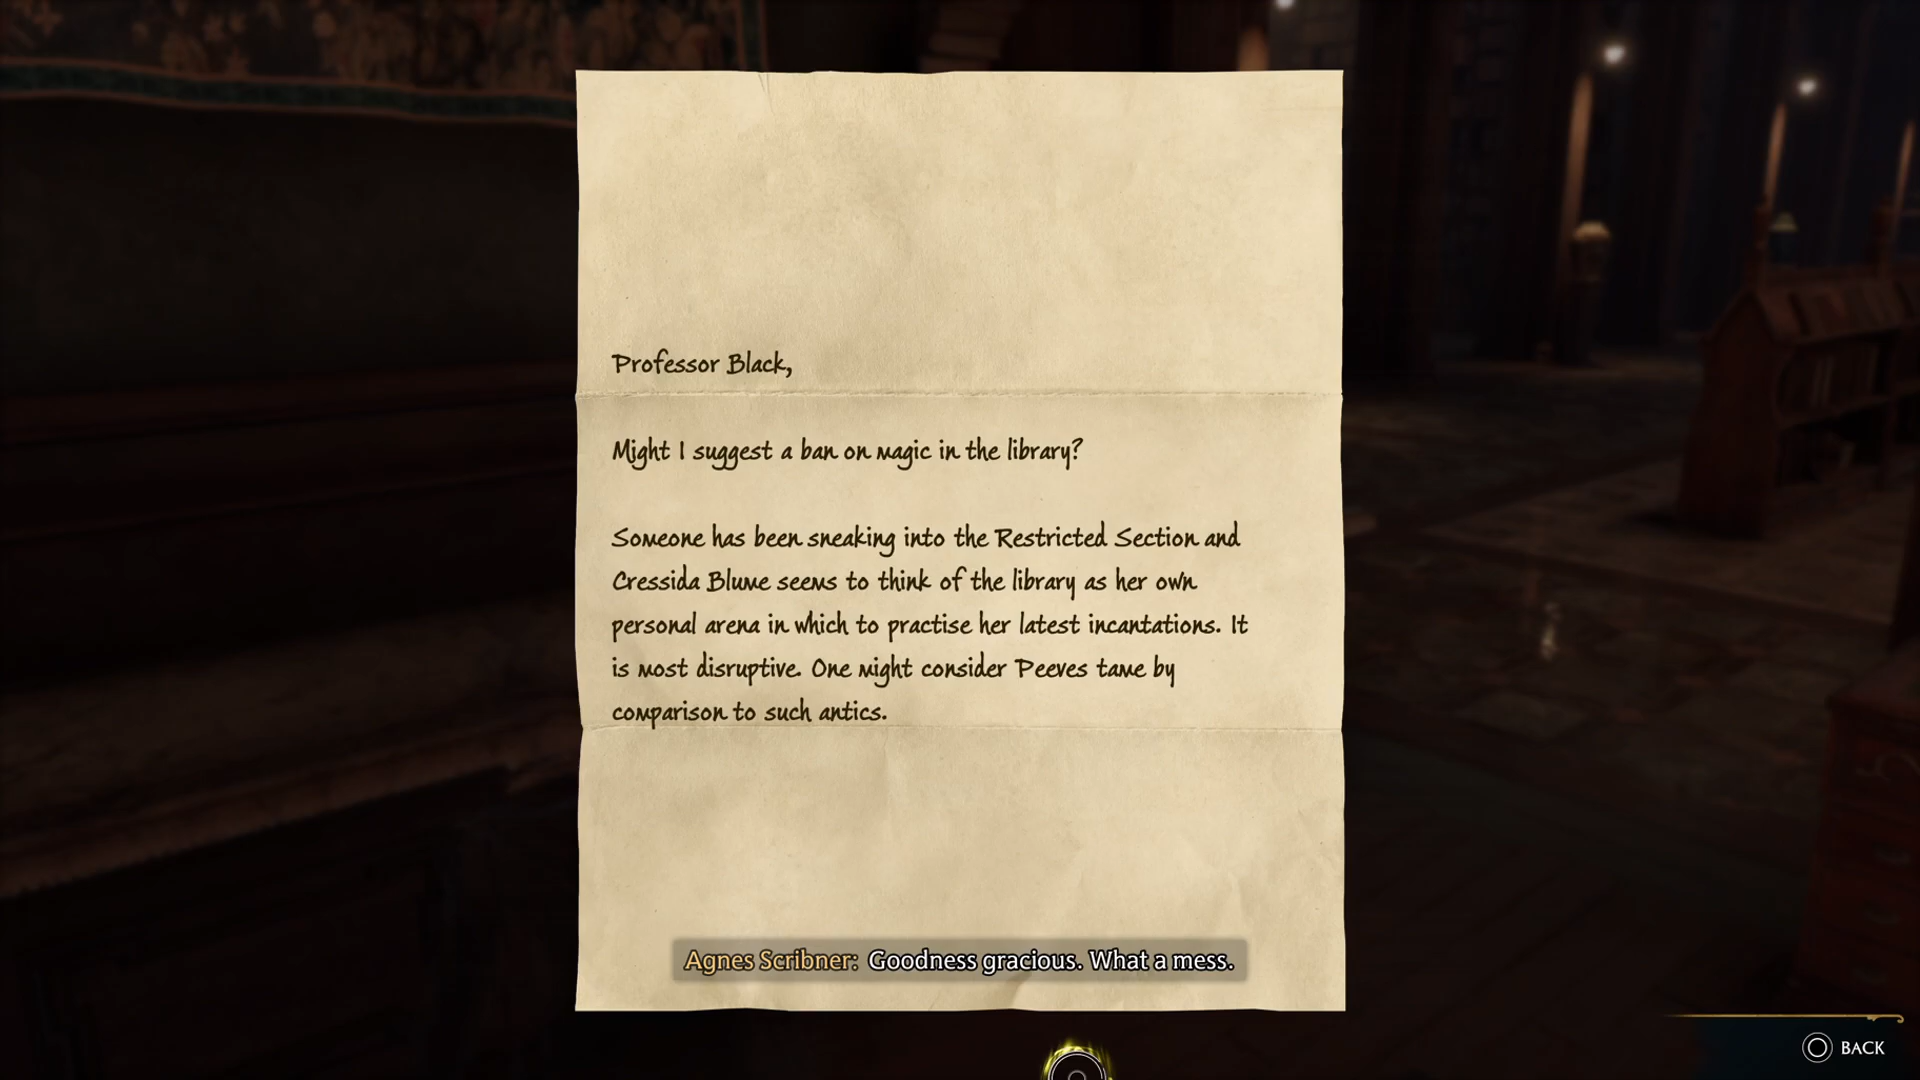 Professor Black,
Might I suggest a ban on magic in the library?
Someone has been sneaking into the Restricted Section and
Cressida Blume seems to think of the library as her own
personal arena in which to practise her latest incantations. It
is most disruptive. One might consider Peeves tame by
comparison to such antics.
Agnes Scribner: Goodness gracious. What a mess.
BACK